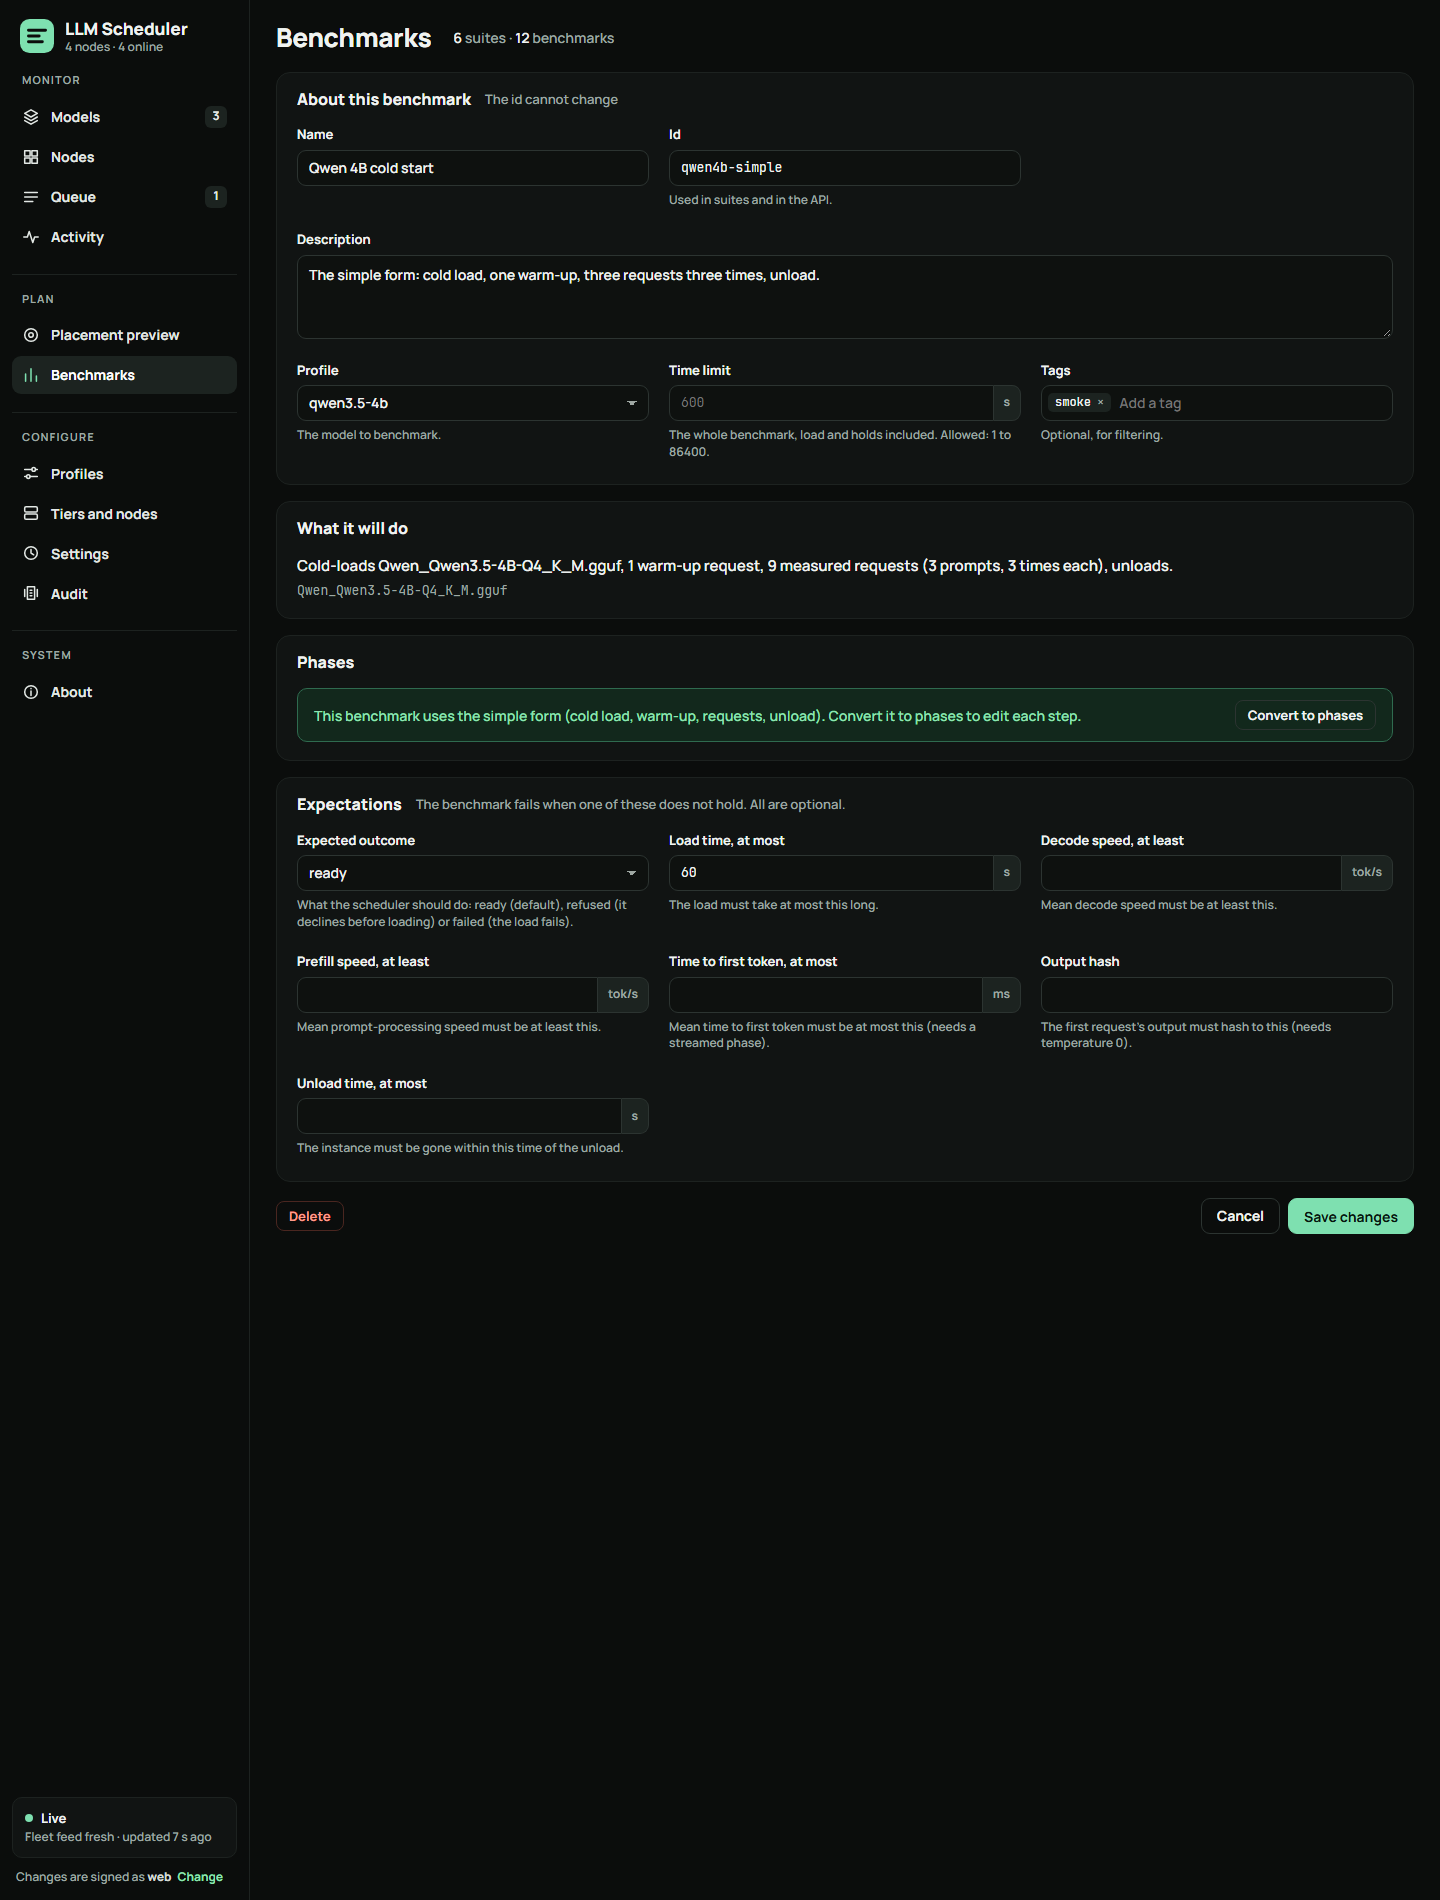 LLM Scheduler
4 nodes · 4 online
MONITOR
Models 3
Nodes
Queue 1
Activity
PLAN
Placement preview
Benchmarks
CONFIGURE
Profiles
Tiers and nodes
Settings
Audit
SYSTEM
About
Live
Fleet feed fresh · updated 7 s ago
Changes are signed as web Change
Benchmarks 6 suites · 12 benchmarks
About this benchmark The id cannot change
Name Id
Qwen 4B cold start qwen4b-simple
Used in suites and in the API.
Description
The simple form: cold load, one warm-up, three requests three times, unload.
Profile Time limit Tags
qwen3.5-4b 600 s smoke × Add a tag
The model to benchmark. The whole benchmark, load and holds included. Allowed: 1 to Optional, for filtering.
86400.
What it will do
Cold-loads Qwen_Qwen3.5-4B-Q4_K_M.gguf, 1 warm-up request, 9 measured requests (3 prompts, 3 times each), unloads.
Qwen_Qwen3.5-4B-Q4_K_M.gguf
Phases
This benchmark uses the simple form (cold load, warm-up, requests, unload). Convert it to phases to edit each step. Convert to phases
Expectations The benchmark fails when one of these does not hold. All are optional.
Expected outcome Load time, at most Decode speed, at least
ready 60 s tok/s
What the scheduler should do: ready (default), refused (it The load must take at most this long. Mean decode speed must be at least this.
declines before loading) or failed (the load fails).
Prefill speed, at least Time to first token, at most Output hash
tok/s ms
Mean prompt-processing speed must be at least this. Mean time to first token must be at most this (needs a The first request's output must hash to this (needs
streamed phase). temperature 0).
Unload time, at most
s
The instance must be gone within this time of the unload.
Delete Cancel Save changes